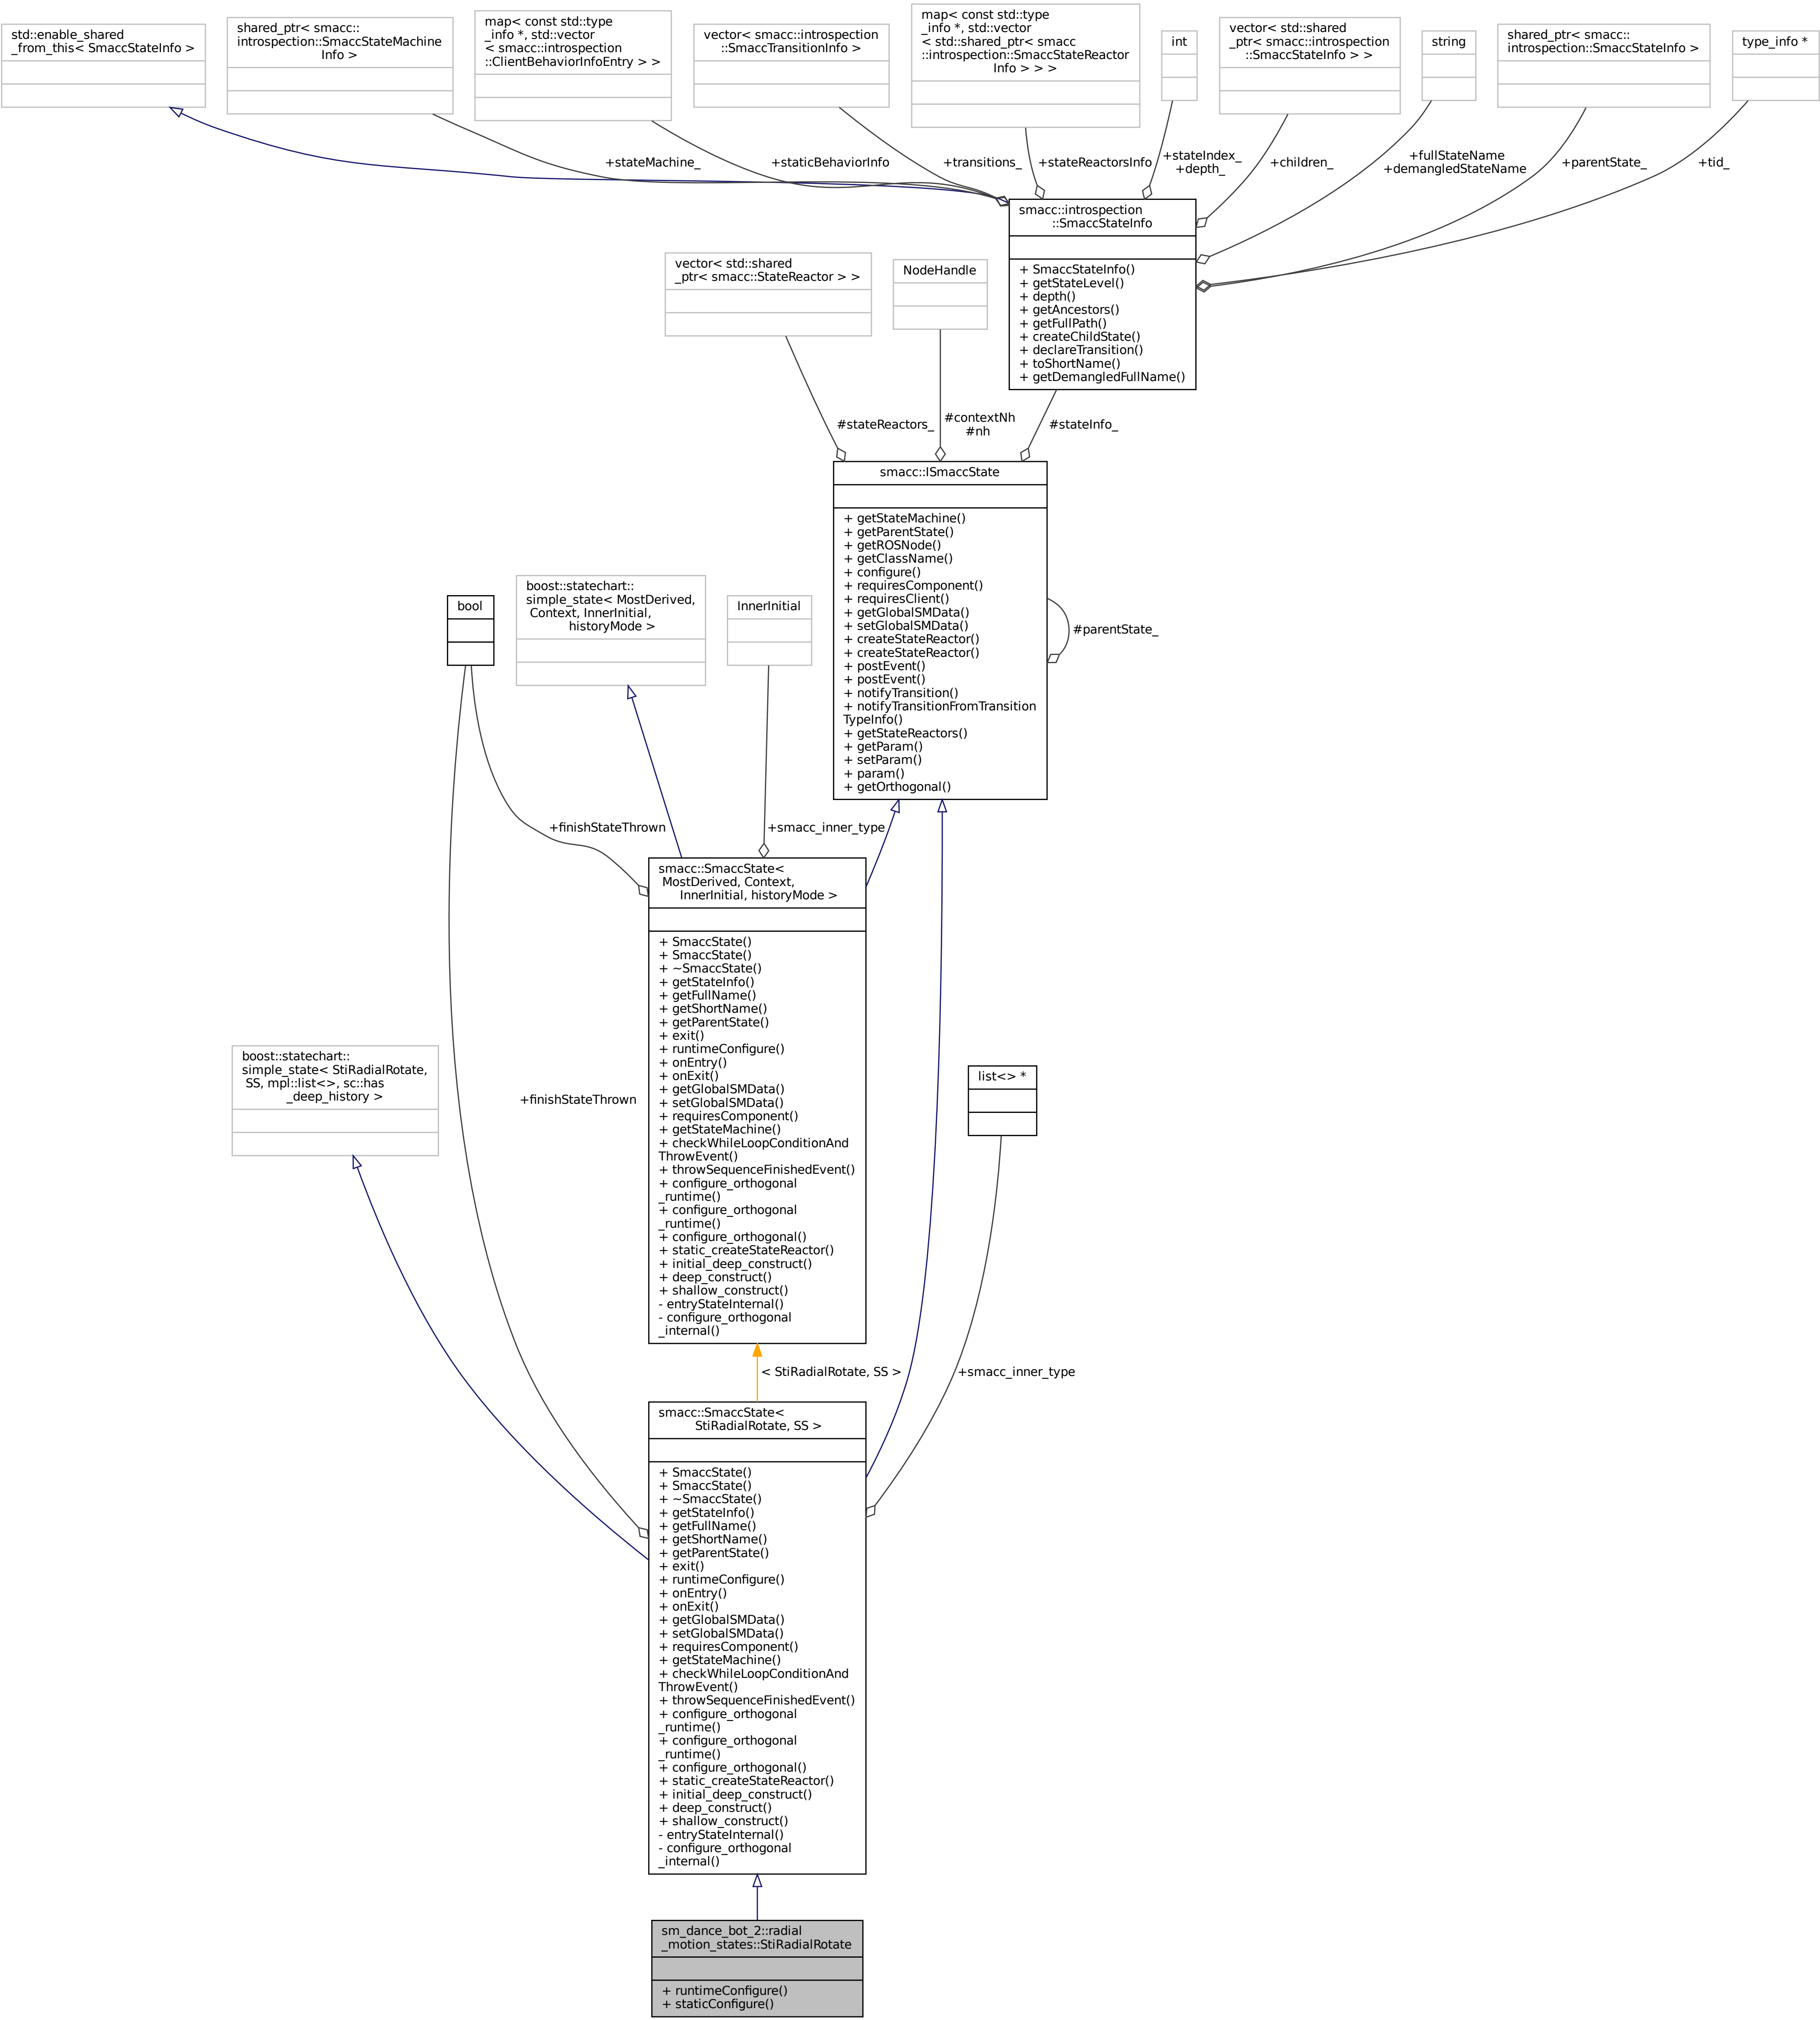 std::enable_shared
_from_this< SmaccStateInfo >
shared_ptr< smacc::
introspection::SmaccStateMachine
Info >
map< const std::type
_info *, std::vector
< smacc::introspection
::ClientBehaviorInfoEntry > >
vector< smacc::introspection
::SmaccTransitionInfo >
map< const std::type
_info *, std::vector
< std::shared_ptr< smacc
::introspection::SmaccStateReactor
Info > > >
int
vector< std::shared
_ptr< smacc::introspection
::SmaccStateInfo > >
string
shared_ptr< smacc::
introspection::SmaccStateInfo >
type_info *
+stateMachine_
+staticBehaviorInfo
+transitions_
+stateReactorsInfo
+stateIndex_
+depth_
+children_
+fullStateName
+demangledStateName
+parentState_
+tid_
smacc::introspection
::SmaccStateInfo
+ SmaccStateInfo()
+ getStateLevel()
+ depth()
+ getAncestors()
+ getFullPath()
+ createChildState()
+ declareTransition()
+ toShortName()
+ getDemangledFullName()
vector< std::shared
_ptr< smacc::StateReactor > >
NodeHandle
#stateReactors_
#contextNh
#nh
#stateInfo_
smacc::ISmaccState
+ getStateMachine()
+ getParentState()
+ getROSNode()
+ getClassName()
+ configure()
+ requiresComponent()
+ requiresClient()
+ getGlobalSMData()
+ setGlobalSMData()
+ createStateReactor()
+ createStateReactor()
+ postEvent()
+ postEvent()
+ notifyTransition()
+ notifyTransitionFromTransition
TypeInfo()
+ getStateReactors()
+ getParam()
+ setParam()
+ param()
+ getOrthogonal()
#parentState_
bool
boost::statechart::
simple_state< MostDerived,
Context, InnerInitial,
historyMode >
InnerInitial
+finishStateThrown
+smacc_inner_type
smacc::SmaccState<
MostDerived, Context,
InnerInitial, historyMode >
+ SmaccState()
+ SmaccState()
+ ~SmaccState()
+ getStateInfo()
+ getFullName()
+ getShortName()
+ getParentState()
+ exit()
+ runtimeConfigure()
+ onEntry()
+ onExit()
+ getGlobalSMData()
+ setGlobalSMData()
+ requiresComponent()
+ getStateMachine()
+ checkWhileLoopConditionAnd
ThrowEvent()
+ throwSequenceFinishedEvent()
+ configure_orthogonal
_runtime()
+ configure_orthogonal
_runtime()
+ configure_orthogonal()
+ static_createStateReactor()
+ initial_deep_construct()
+ deep_construct()
+ shallow_construct()
- entryStateInternal()
- configure_orthogonal
_internal()
boost::statechart::
simple_state< StiRadialRotate,
SS, mpl::list<>, sc::has
_deep_history >
+finishStateThrown
list<> *
< StiRadialRotate, SS >
+smacc_inner_type
smacc::SmaccState<
StiRadialRotate, SS >
+ SmaccState()
+ SmaccState()
+ ~SmaccState()
+ getStateInfo()
+ getFullName()
+ getShortName()
+ getParentState()
+ exit()
+ runtimeConfigure()
+ onEntry()
+ onExit()
+ getGlobalSMData()
+ setGlobalSMData()
+ requiresComponent()
+ getStateMachine()
+ checkWhileLoopConditionAnd
ThrowEvent()
+ throwSequenceFinishedEvent()
+ configure_orthogonal
_runtime()
+ configure_orthogonal
_runtime()
+ configure_orthogonal()
+ static_createStateReactor()
+ initial_deep_construct()
+ deep_construct()
+ shallow_construct()
- entryStateInternal()
- configure_orthogonal
_internal()
sm_dance_bot_2::radial
_motion_states::StiRadialRotate
+ runtimeConfigure()
+ staticConfigure()